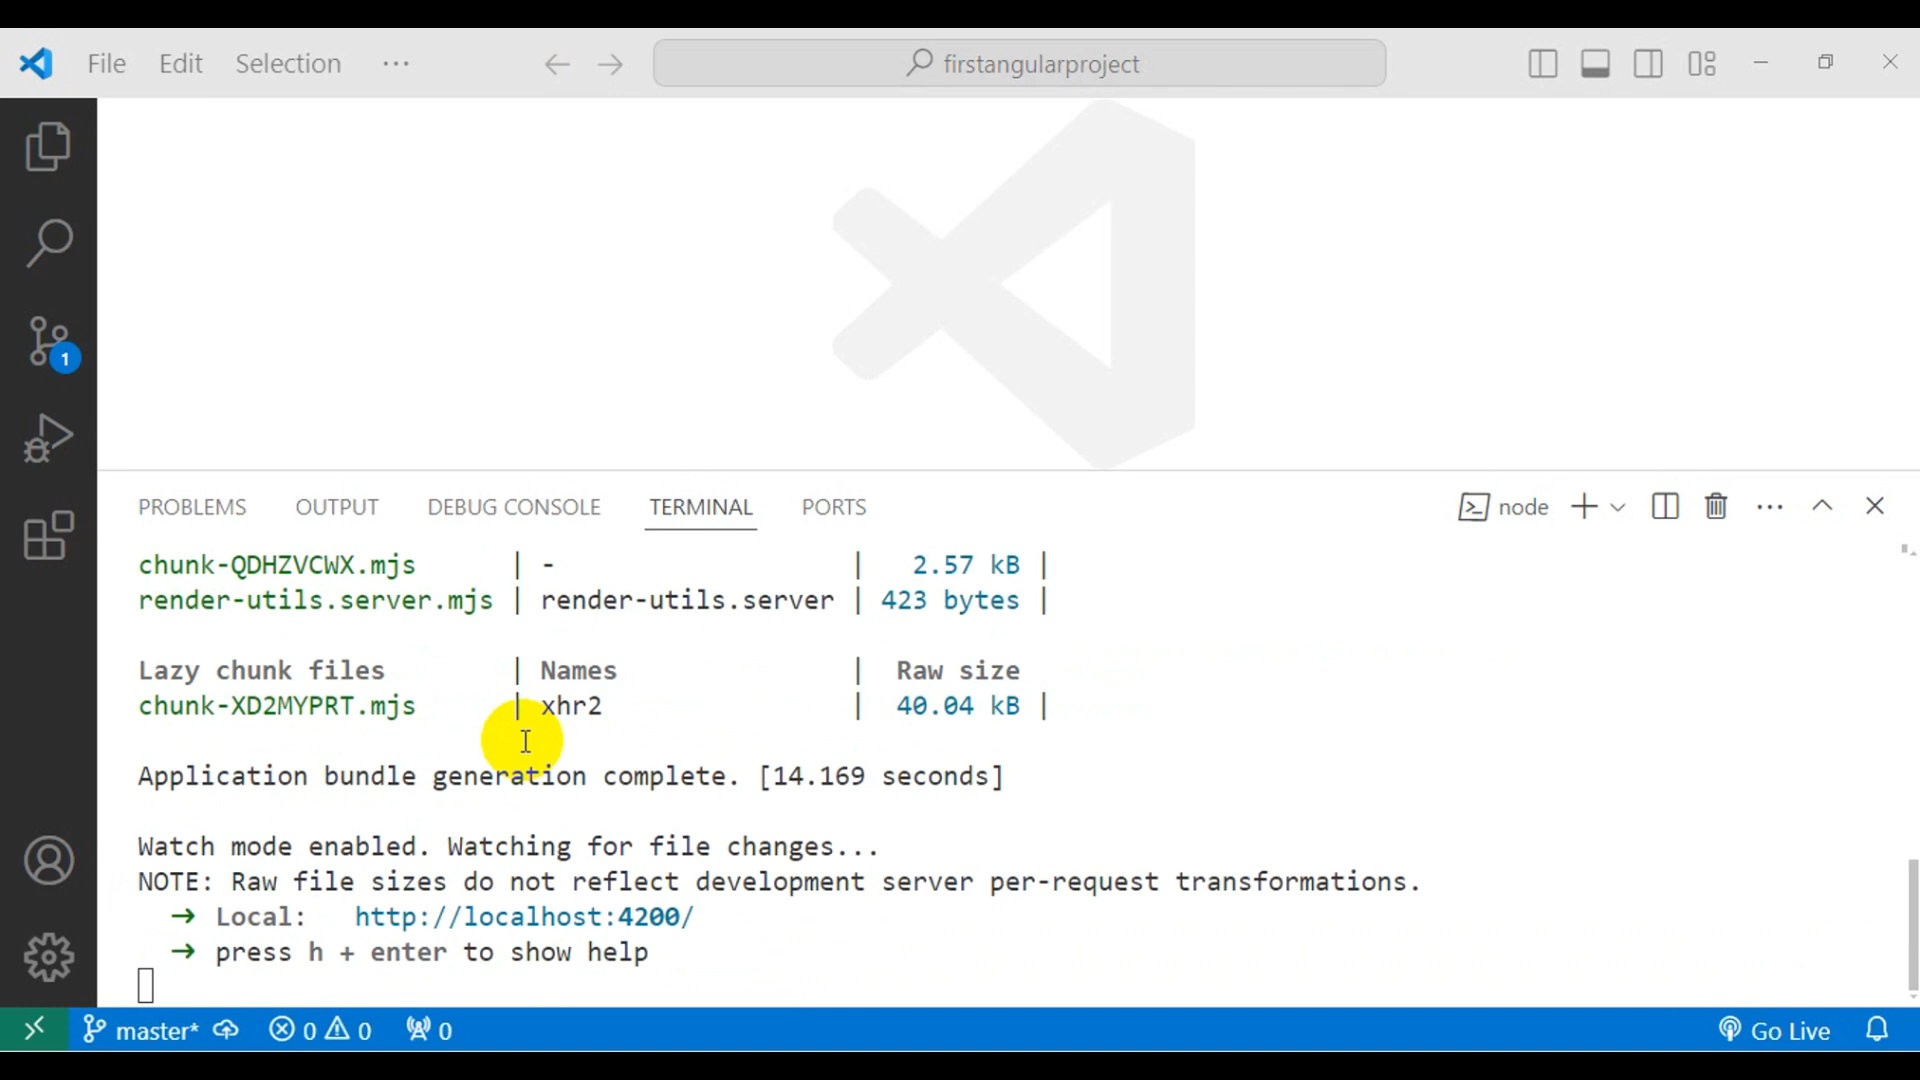 File Edit Selection ···
firstangularproject
1
PROBLEMS OUTPUT DEBUG CONSOLE TERMINAL PORTS
node
chunk-QDHZVCWX.mjs | - | 2.57 kB |
render-utils.server.mjs | render-utils.server | 423 bytes |
Lazy chunk files | Names | Raw size
chunk-XD2MYPRT.mjs | xhr2 | 40.04 kB |
Application bundle generation complete. [14.169 seconds]
Watch mode enabled. Watching for file changes...
NOTE: Raw file sizes do not reflect development server per-request transformations.
→ Local: http://localhost:4200/
→ press h + enter to show help
master* 0 0 0 Go Live